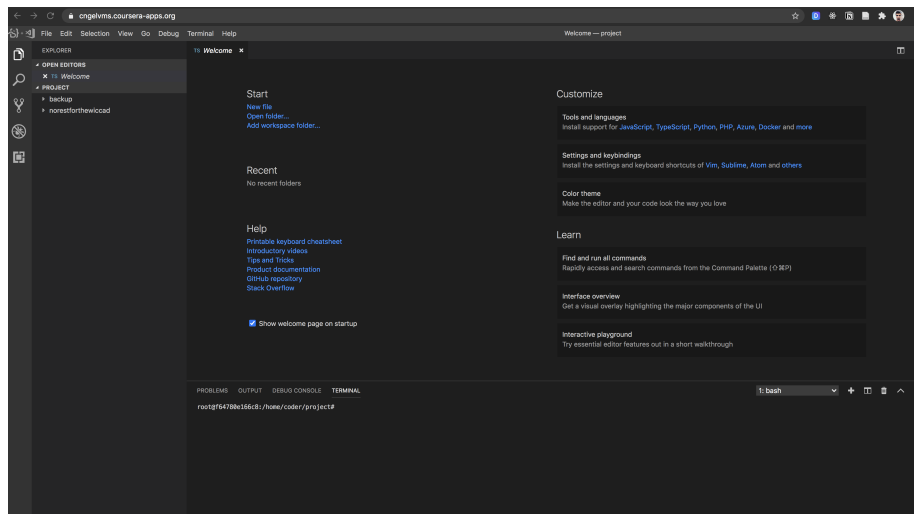 cngelvms.coursera-apps.org
File Edit Selection View Go Debug Terminal Help
Welcome — project
EXPLORER
OPEN EDITORS
TS Welcome
PROJECT
backup
norestforthewiccad
TS Welcome
Start
New file
Open folder...
Add workspace folder...
Recent
No recent folders
Help
Printable keyboard cheatsheet
Introductory videos
Tips and Tricks
Product documentation
GitHub repository
Stack Overflow
Show welcome page on startup
Customize
Tools and languages
Install support for JavaScript, TypeScript, Python, PHP, Azure, Docker and more
Settings and keybindings
Install the settings and keyboard shortcuts of Vim, Sublime, Atom and others
Color theme
Make the editor and your code look the way you love
Learn
Find and run all commands
Rapidly access and search commands from the Command Palette (⇧⌘P)
Interface overview
Get a visual overlay highlighting the major components of the UI
Interactive playground
Try essential editor features out in a short walkthrough
PROBLEMS OUTPUT DEBUG CONSOLE TERMINAL
1: bash
root@f64780e166c8:/home/coder/project#